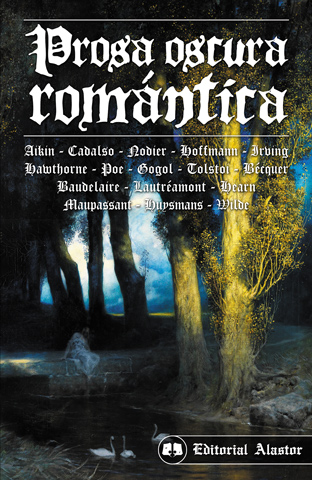 Prosa oscura
romántica
Aikin - Cadalso - Nodier - Hoffmann - Irving
Hawthorne - Poe - Gogol - Tolstoi - Becquer
Baudelaire - Lautréamont - Hearn
Maupassant - Huysmans - Wilde
Editorial Alastor